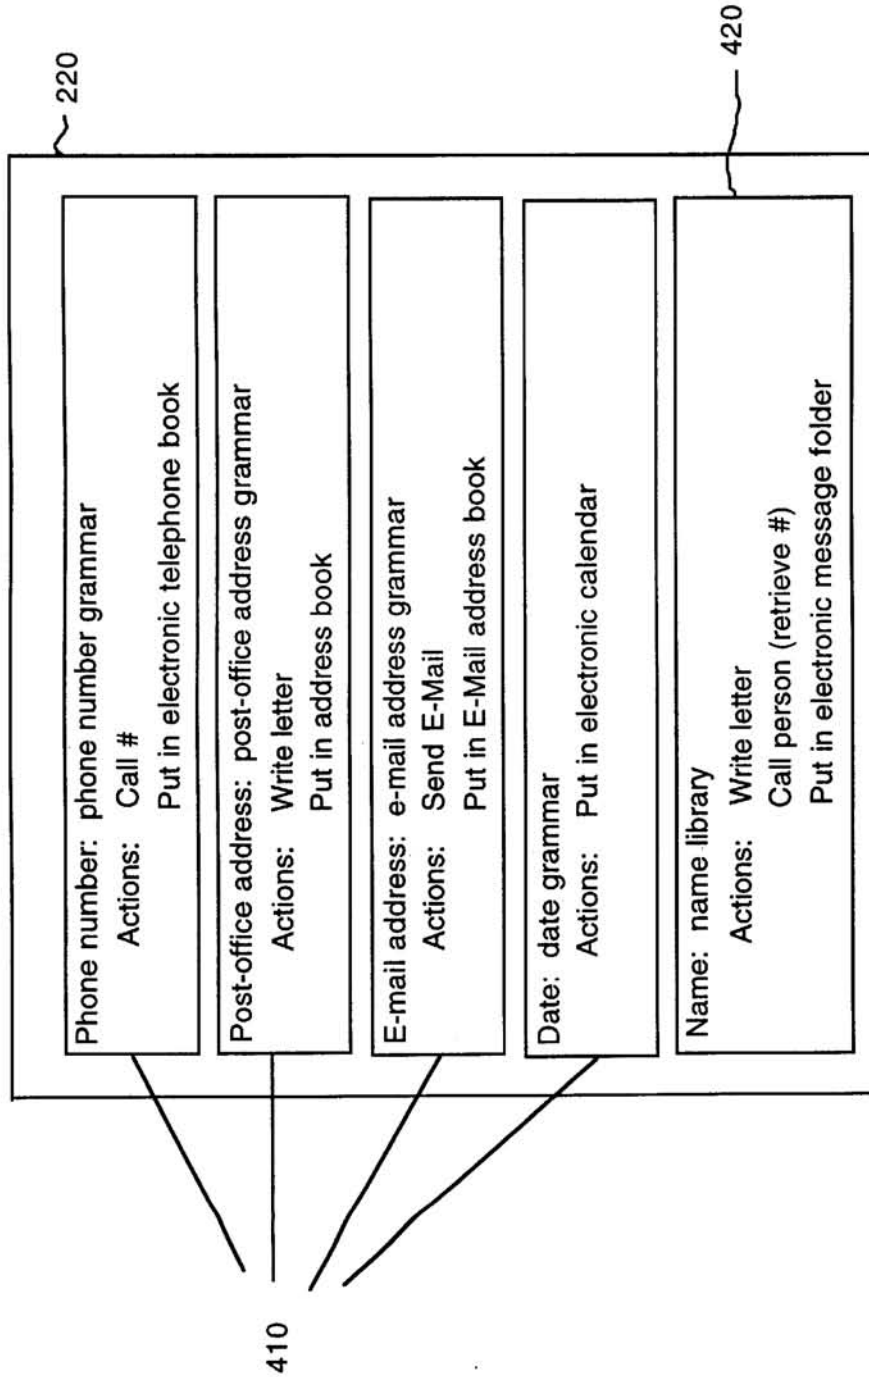 220
Phone number: phone number grammar
Actions: Call #
Put in electronic telephone book
Post-office address: post-office address grammar
Actions: Write letter
Put in address book
E-mail address: e-mail address grammar
Actions: Send E-Mail
Put in E-Mail address book
Date: date grammar
Actions: Put in electronic calendar
Name: name library
Actions: Write letter
Call person (retrieve #)
Put in electronic message folder
410
420